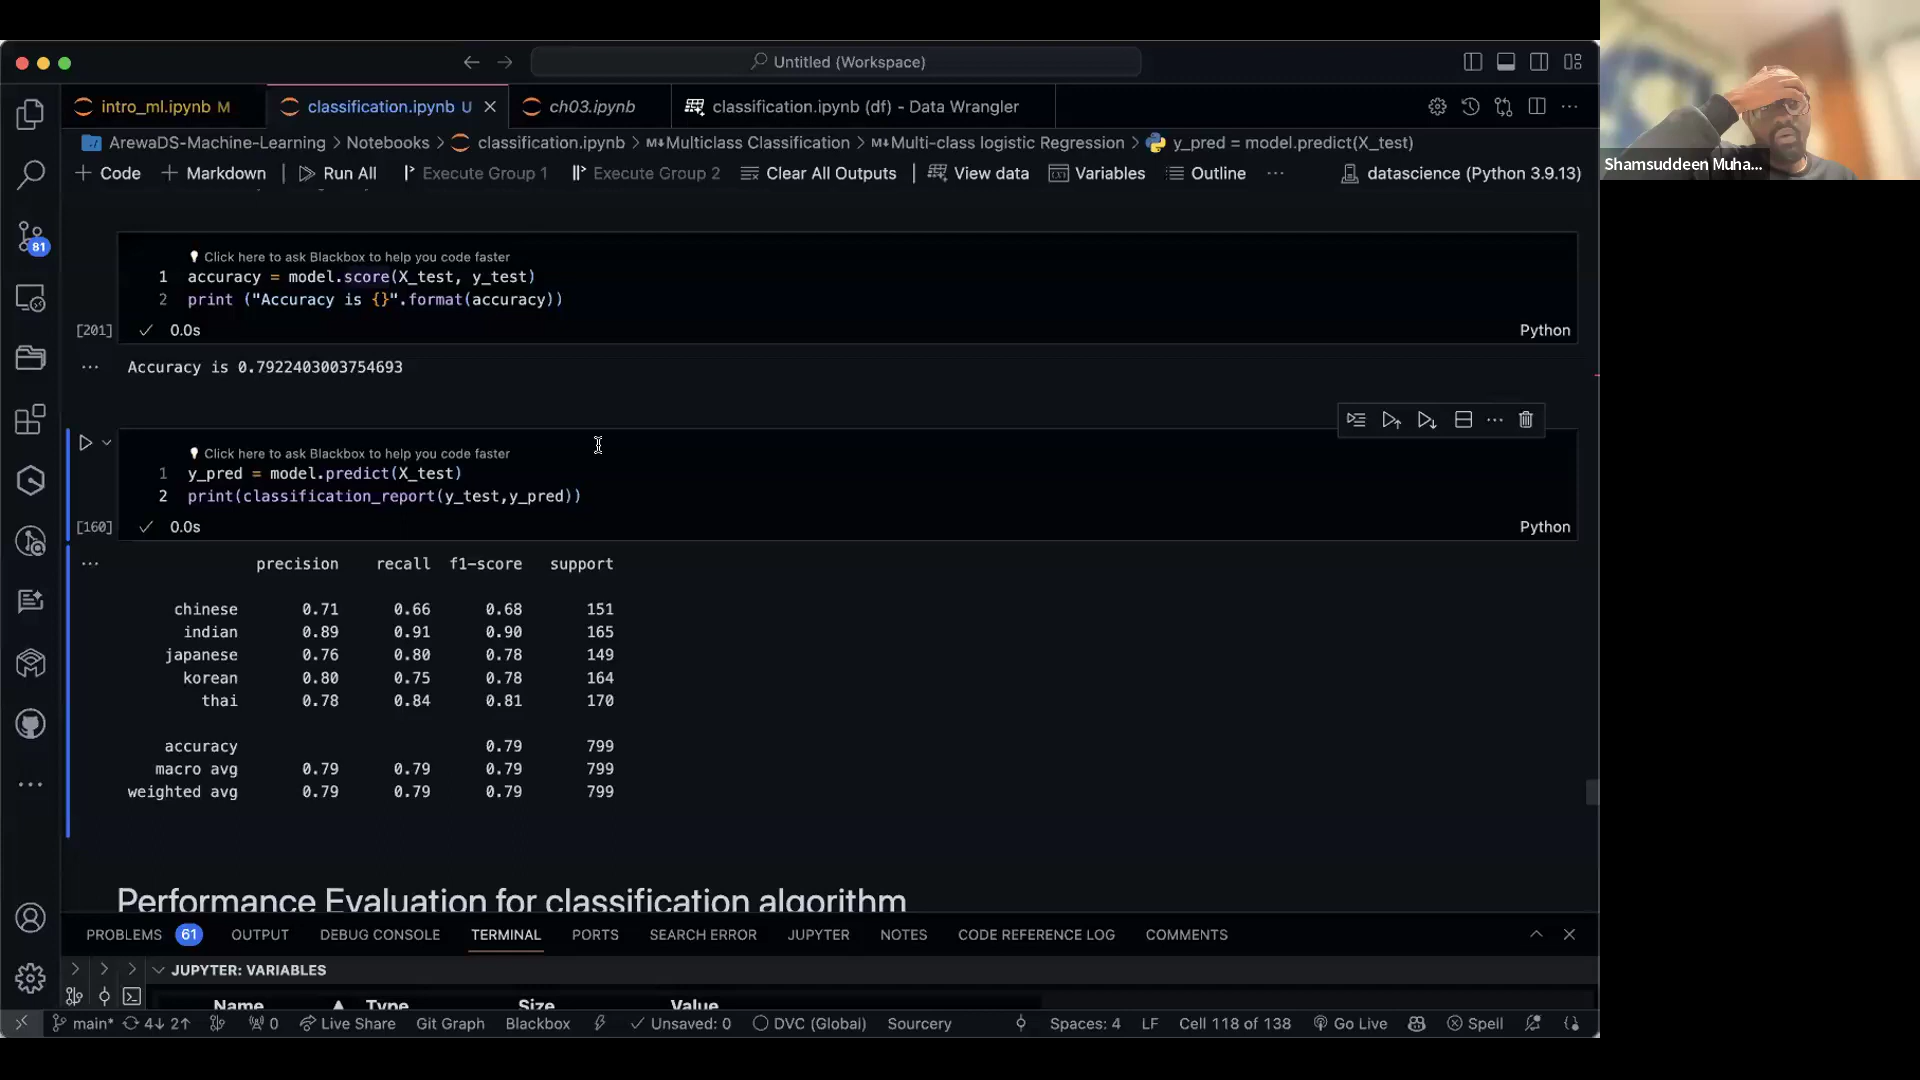 Untitled (Workspace)
intro_ml.ipynb M
classification.ipynb U
ch03.ipynb
classification.ipynb (df) - Data Wrangler
ArewaDS-Machine-Learning > Notebooks > classification.ipynb > M↓Multiclass Classification > M↓Multi-class logistic Regression > y_pred = model.predict(X_test)
+ Code + Markdown Run All Execute Group 1 Execute Group 2 Clear All Outputs View data Variables Outline ... datascience (Python 3.9.13)
Shamsuddeen Muha...
81
Click here to ask Blackbox to help you code faster
1 accuracy = model.score(X_test, y_test)
2 print ("Accuracy is {}".format(accuracy))
[201] ✓ 0.0s Python
... Accuracy is 0.7922403003754693
Click here to ask Blackbox to help you code faster
1 y_pred = model.predict(X_test)
2 print(classification_report(y_test,y_pred))
[160] ✓ 0.0s Python
... precision recall f1-score support
chinese 0.71 0.66 0.68 151
indian 0.89 0.91 0.90 165
japanese 0.76 0.80 0.78 149
korean 0.80 0.75 0.78 164
thai 0.78 0.84 0.81 170
accuracy 0.79 799
macro avg 0.79 0.79 0.79 799
weighted avg 0.79 0.79 0.79 799
Performance Evaluation for classification algorithm
PROBLEMS 61 OUTPUT DEBUG CONSOLE TERMINAL PORTS SEARCH ERROR JUPYTER NOTES CODE REFERENCE LOG COMMENTS
JUPYTER: VARIABLES
Name ▲ Type Size Value
main* 4↓ 2↑ 0 Live Share Git Graph Blackbox Unsaved: 0 DVC (Global) Sourcery Spaces: 4 LF Cell 118 of 138 Go Live Spell